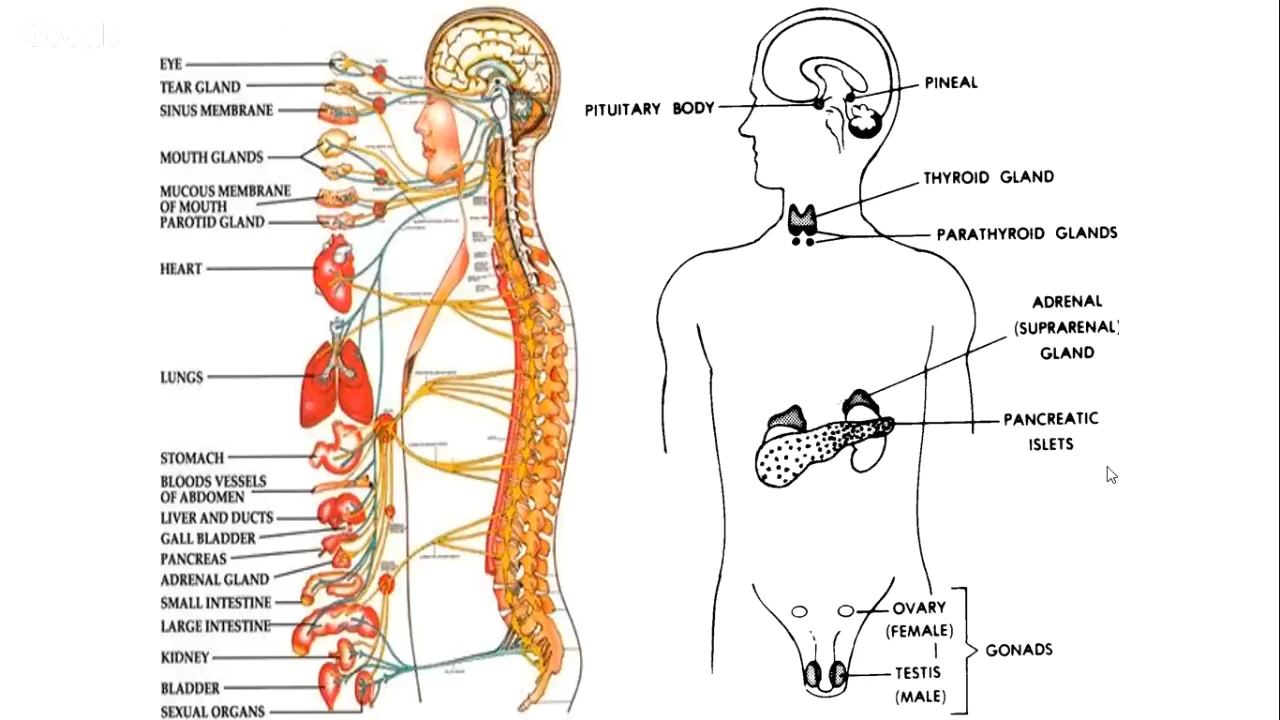 EYE
TEAR GLAND
SINUS MEMBRANE
MOUTH GLANDS
MUCOUS MEMBRANE
OF MOUTH
PAROTID GLAND
HEART
LUNGS
STOMACH
BLOODS VESSELS
OF ABDOMEN
LIVER AND DUCTS
GALL BLADDER
PANCREAS
ADRENAL GLAND
SMALL INTESTINE
LARGE INTESTINE
KIDNEY
BLADDER
SEXUAL ORGANS
PITUITARY BODY
PINEAL
THYROID GLAND
PARATHYROID GLANDS
ADRENAL
(SUPRARENAL)
GLAND
PANCREATIC
ISLETS
OVARY
(FEMALE)
GONADS
TESTIS
(MALE)